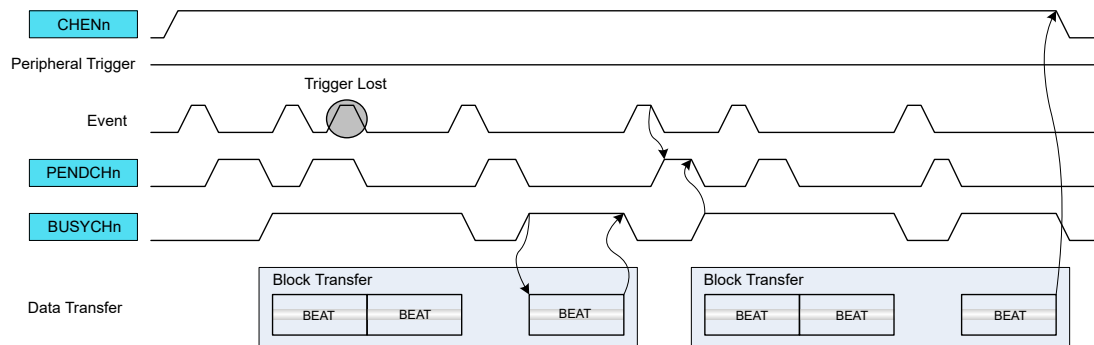 CHENn
Peripheral Trigger
Trigger Lost
Event
PENDCHn
BUSYCHn
Block Transfer
Block Transfer
Data Transfer
BEAT
BEAT
BEAT
BEAT
BEAT
BEAT